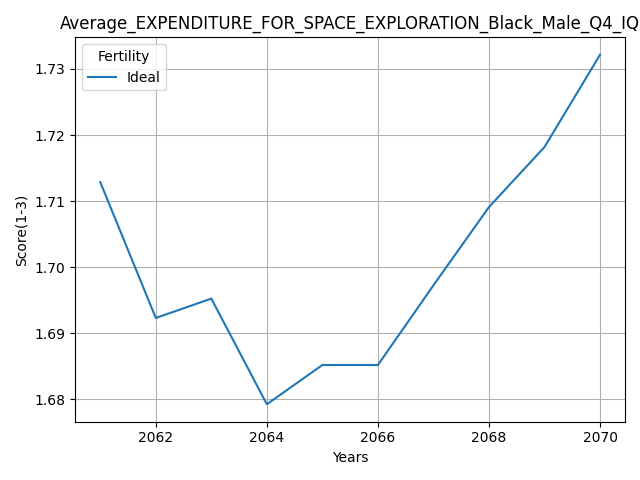 Average_EXPENDITURE_FOR_SPACE_EXPLORATION_Black_Male_Q4_IQ
Fertility
Ideal
Score(1-3)
1.73
1.72
1.71
1.70
1.69
1.68
2062 2064 2066 2068 2070
Years